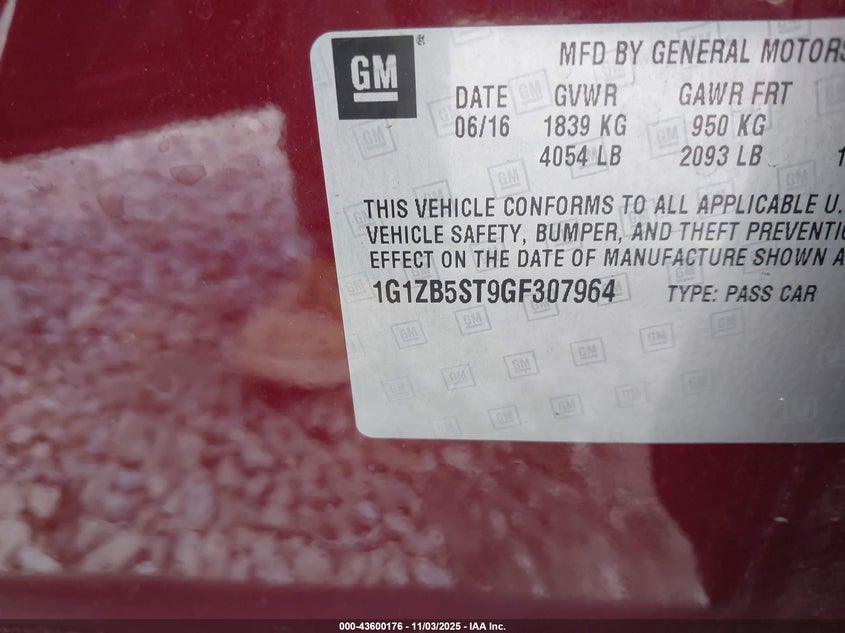 GM ® MFD BY GENERAL MOTORS
DATE GVWR GAWR FRT
06/16 1839 KG 950 KG
4054 LB 2093 LB 1
THIS VEHICLE CONFORMS TO ALL APPLICABLE U.
VEHICLE SAFETY, BUMPER, AND THEFT PREVENTIO
EFFECT ON THE DATE OF MANUFACTURE SHOWN A
1G1ZB5ST9GF307964 TYPE: PASS CAR
000-43600176 - 11/03/2025 - IAA Inc.